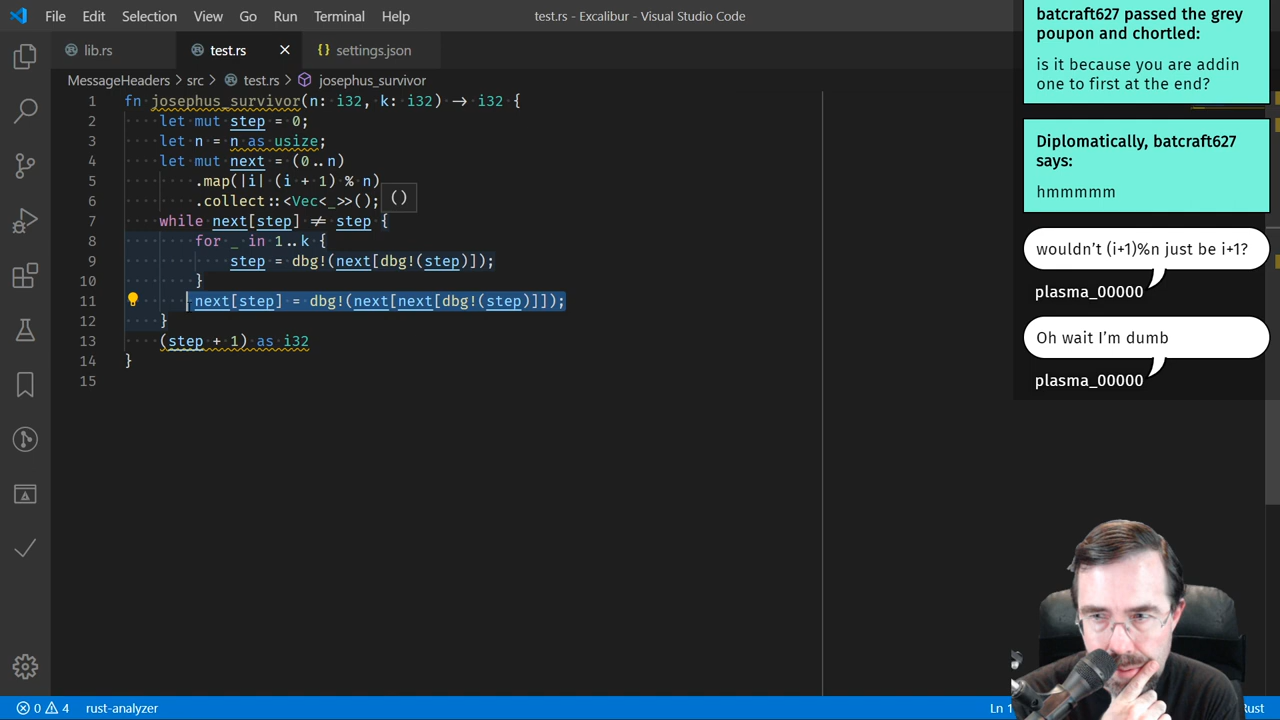 File Edit Selection View Go Run Terminal Help
test.rs - Excalibur - Visual Studio Code
lib.rs
test.rs
{} settings.json
MessageHeaders > src > test.rs > josephus_survivor
1 fn josephus_survivor(n: i32, k: i32) -> i32 {
2 let mut step = 0;
3 let n = n as usize;
4 let mut next = (0..n)
5 .map(|i| (i + 1) % n)
6 .collect::<Vec<_>>();
()
7 while next[step] ≠ step {
8 for _ in 1..k {
9 step = dbg!(next[dbg!(step)]);
10 }
11 next[step] = dbg!(next[next[dbg!(step)]]);
12 }
13 (step + 1) as i32
14 }
15
batcraft627 passed the grey
poupon and chortled:
is it because you are addin
one to first at the end?
Diplomatically, batcraft627
says:
hmmmmm
wouldn't (i+1)%n just be i+1?
plasma_00000
Oh wait I'm dumb
plasma_00000
0 4 rust-analyzer
Ln 1
Rust